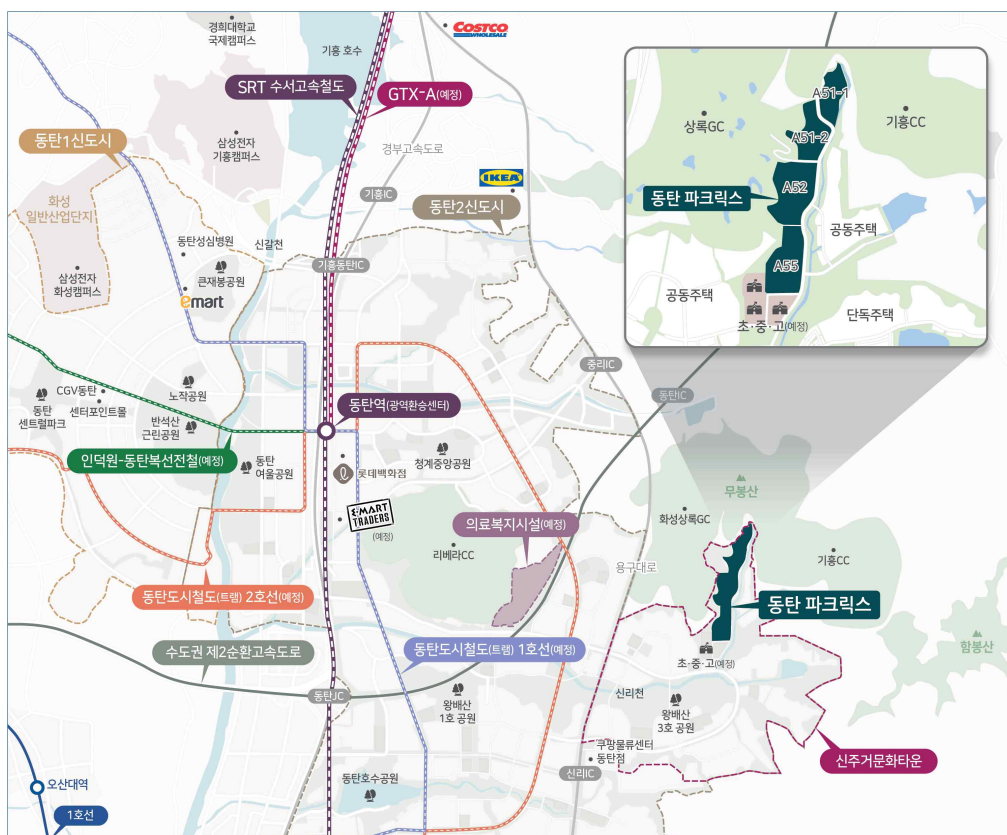 경희대학교
국제캠퍼스
기흥 호수
COSTCO
WHOLESALE
SRT 수서고속철도
GTX-A(예정)
동탄1신도시
삼성전자
기흥캠퍼스
경부고속도로
기흥IC
IKEA
동탄2신도시
화성
일반산업단지
동탄성심병원
신갈천
기흥동탄IC
큰재봉공원
삼성전자
화성캠퍼스
emart
상록GC
A51-1
기흥CC
A51-2
동탄 파크릭스
A52
공동주택
A55
공동주택
초·중·고(예정)
단독주택
중리IC
동탄IC
CGV동탄
노작공원
동탄
센트럴파크
센터포인트몰
반석산
근린공원
동탄역(광역환승센터)
인덕원-동탄복선전철(예정)
동탄
여울공원
롯데백화점
청계중앙공원
EMART
TRADERS
(예정)
의료복지시설(예정)
리베라CC
무봉산
화성상록GC
기흥CC
용구대로
동탄 파크릭스
동탄도시철도(트램) 2호선(예정)
수도권 제2순환고속도로
동탄도시철도(트램) 1호선(예정)
초·중·고(예정)
함봉산
동탄JC
왕배산
1호 공원
신리천
왕배산
3호 공원
쿠팡물류센터
동탄점
신리IC
신주거문화타운
동탄호수공원
오산대역
1호선